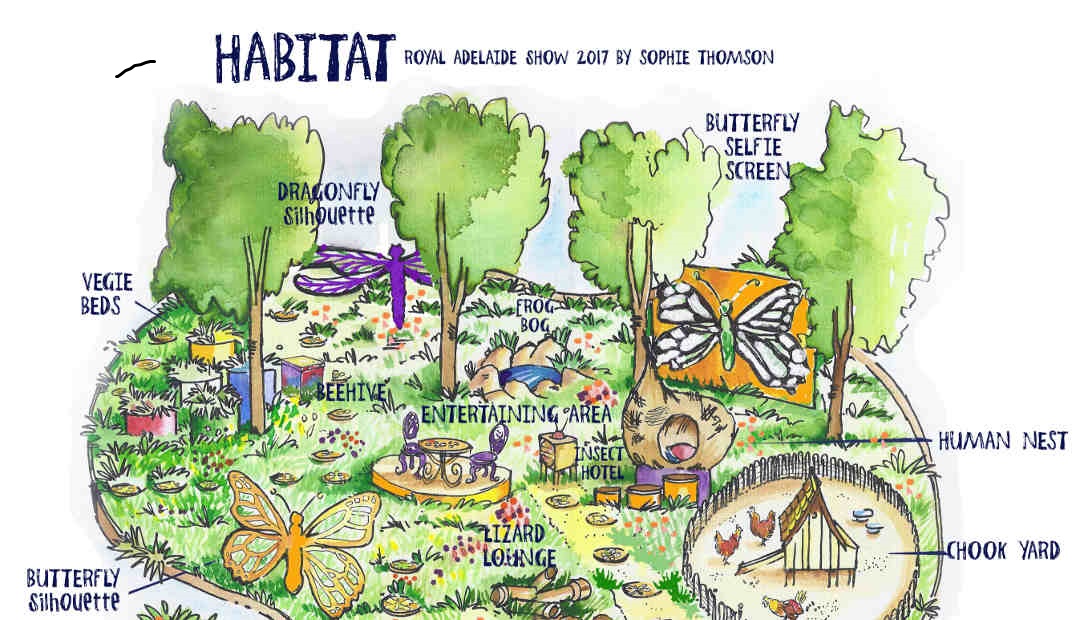 HABITAT ROYAL ADELAIDE SHOW 2017 BY SOPHIE THOMSON
BUTTERFLY
SELFIE
SCREEN
DRAGONFLY
Silhouette
VEGIE
BEDS
FROG
BOG
BEEHIVE
ENTERTAINING AREA
HUMAN NEST
INSECT
HOTEL
LIZARD
LOUNGE
CHOOK YARD
BUTTERFLY
Silhouette